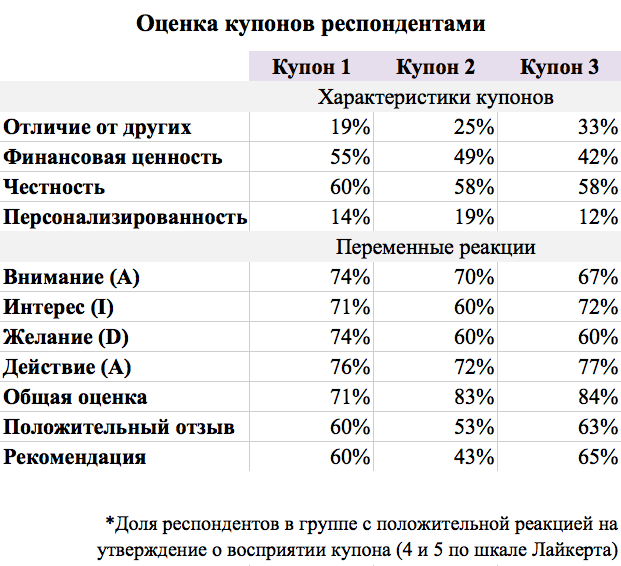 Оценка купонов респондентами
Купон 1 Купон 2 Купон 3
Характеристики купонов
Отличие от других 19% 25% 33%
Финансовая ценность 55% 49% 42%
Честность 60% 58% 58%
Персонализированность 14% 19% 12%
Переменные реакции
Внимание (A) 74% 70% 67%
Интерес (I) 71% 60% 72%
Желание (D) 74% 60% 60%
Действие (A) 76% 72% 77%
Общая оценка 71% 83% 84%
Положительный отзыв 60% 53% 63%
Рекомендация 60% 43% 65%
*Доля респондентов в группе с положительной реакцией на
утверждение о восприятии купона (4 и 5 по шкале Лайкерта)